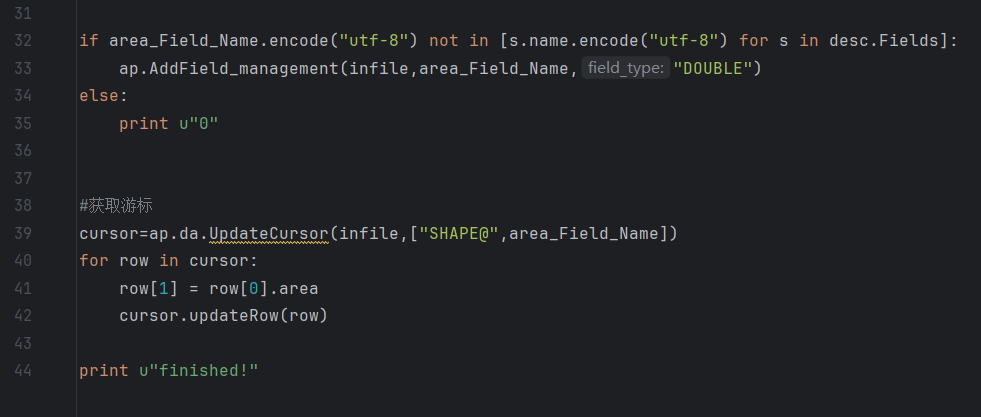 31
32 if area_Field_Name.encode("utf-8") not in [s.name.encode("utf-8") for s in desc.Fields]:
33     ap.AddField_management(infile,area_Field_Name, field_type: "DOUBLE")
34 else:
35     print u"0"
36
37
38 #获取游标
39 cursor=ap.da.UpdateCursor(infile,["SHAPE@",area_Field_Name])
40 for row in cursor:
41     row[1] = row[0].area
42     cursor.updateRow(row)
43
44 print u"finished!"